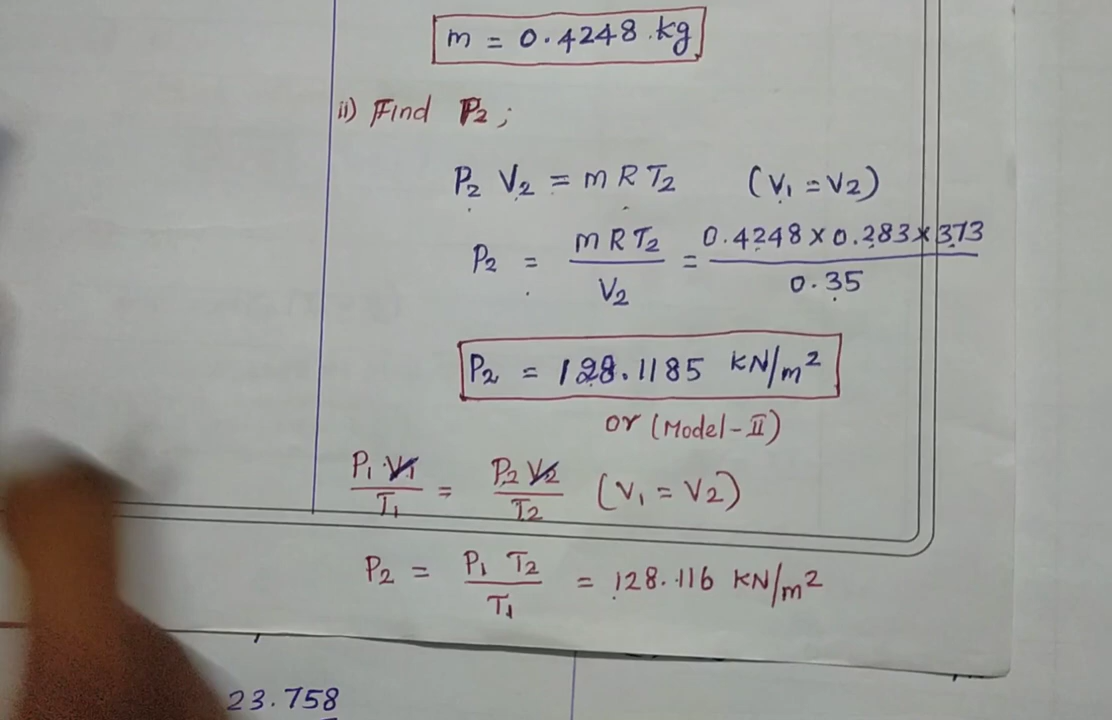 m = 0.4248 kg
ii) Find P2;
P2 V2 = m R T2 (V1 = V2)
P2 = m R T2 / V2 = 0.4248 x 0.283 x 373 / 0.35
P2 = 128.1185 KN/m²
or (Model-II)
P1 V1 / T1 = P2 V2 / T2 (V1 = V2)
P2 = P1 T2 / T1 = 128.116 KN/m²
23.758